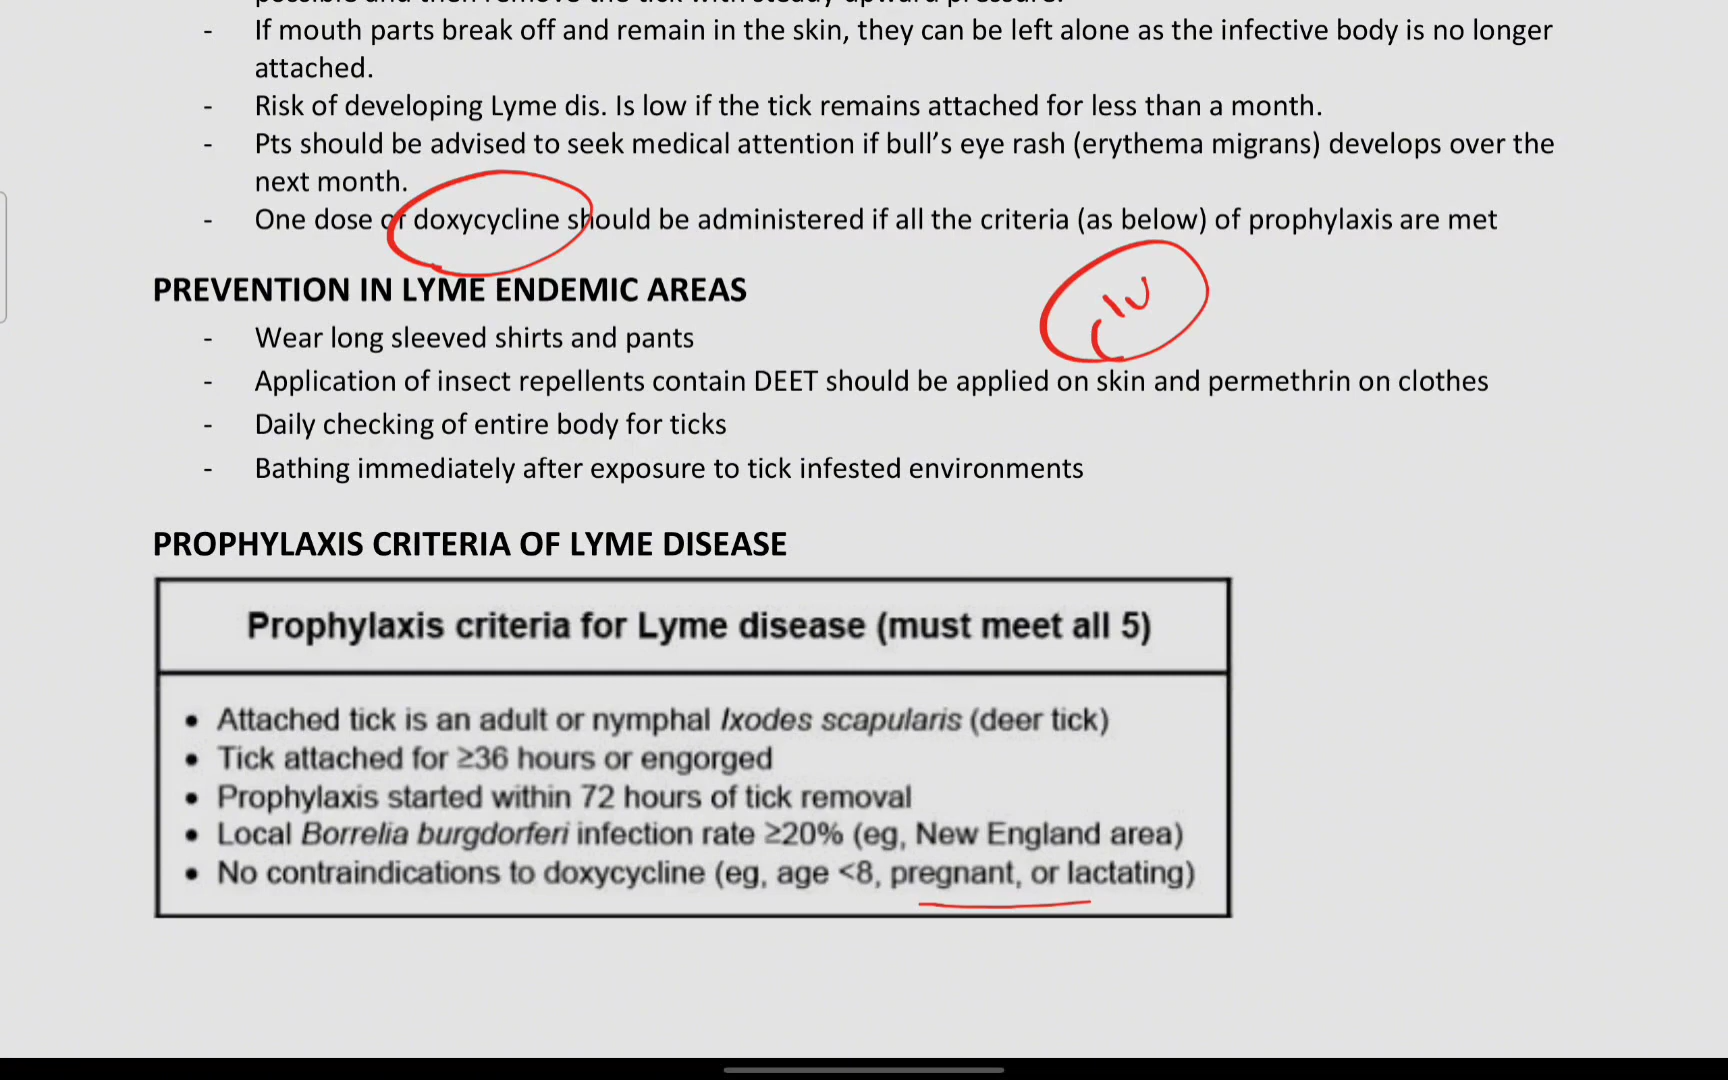 - If mouth parts break off and remain in the skin, they can be left alone as the infective body is no longer
attached.
- Risk of developing Lyme dis. Is low if the tick remains attached for less than a month.
- Pts should be advised to seek medical attention if bull’s eye rash (erythema migrans) develops over the
next month.
- One dose of doxycycline should be administered if all the criteria (as below) of prophylaxis are met
PREVENTION IN LYME ENDEMIC AREAS
- Wear long sleeved shirts and pants
- Application of insect repellents contain DEET should be applied on skin and permethrin on clothes
- Daily checking of entire body for ticks
- Bathing immediately after exposure to tick infested environments
PROPHYLAXIS CRITERIA OF LYME DISEASE
Prophylaxis criteria for Lyme disease (must meet all 5)
• Attached tick is an adult or nymphal Ixodes scapularis (deer tick)
• Tick attached for ≥36 hours or engorged
• Prophylaxis started within 72 hours of tick removal
• Local Borrelia burgdorferi infection rate ≥20% (eg, New England area)
• No contraindications to doxycycline (eg, age <8, pregnant, or lactating)